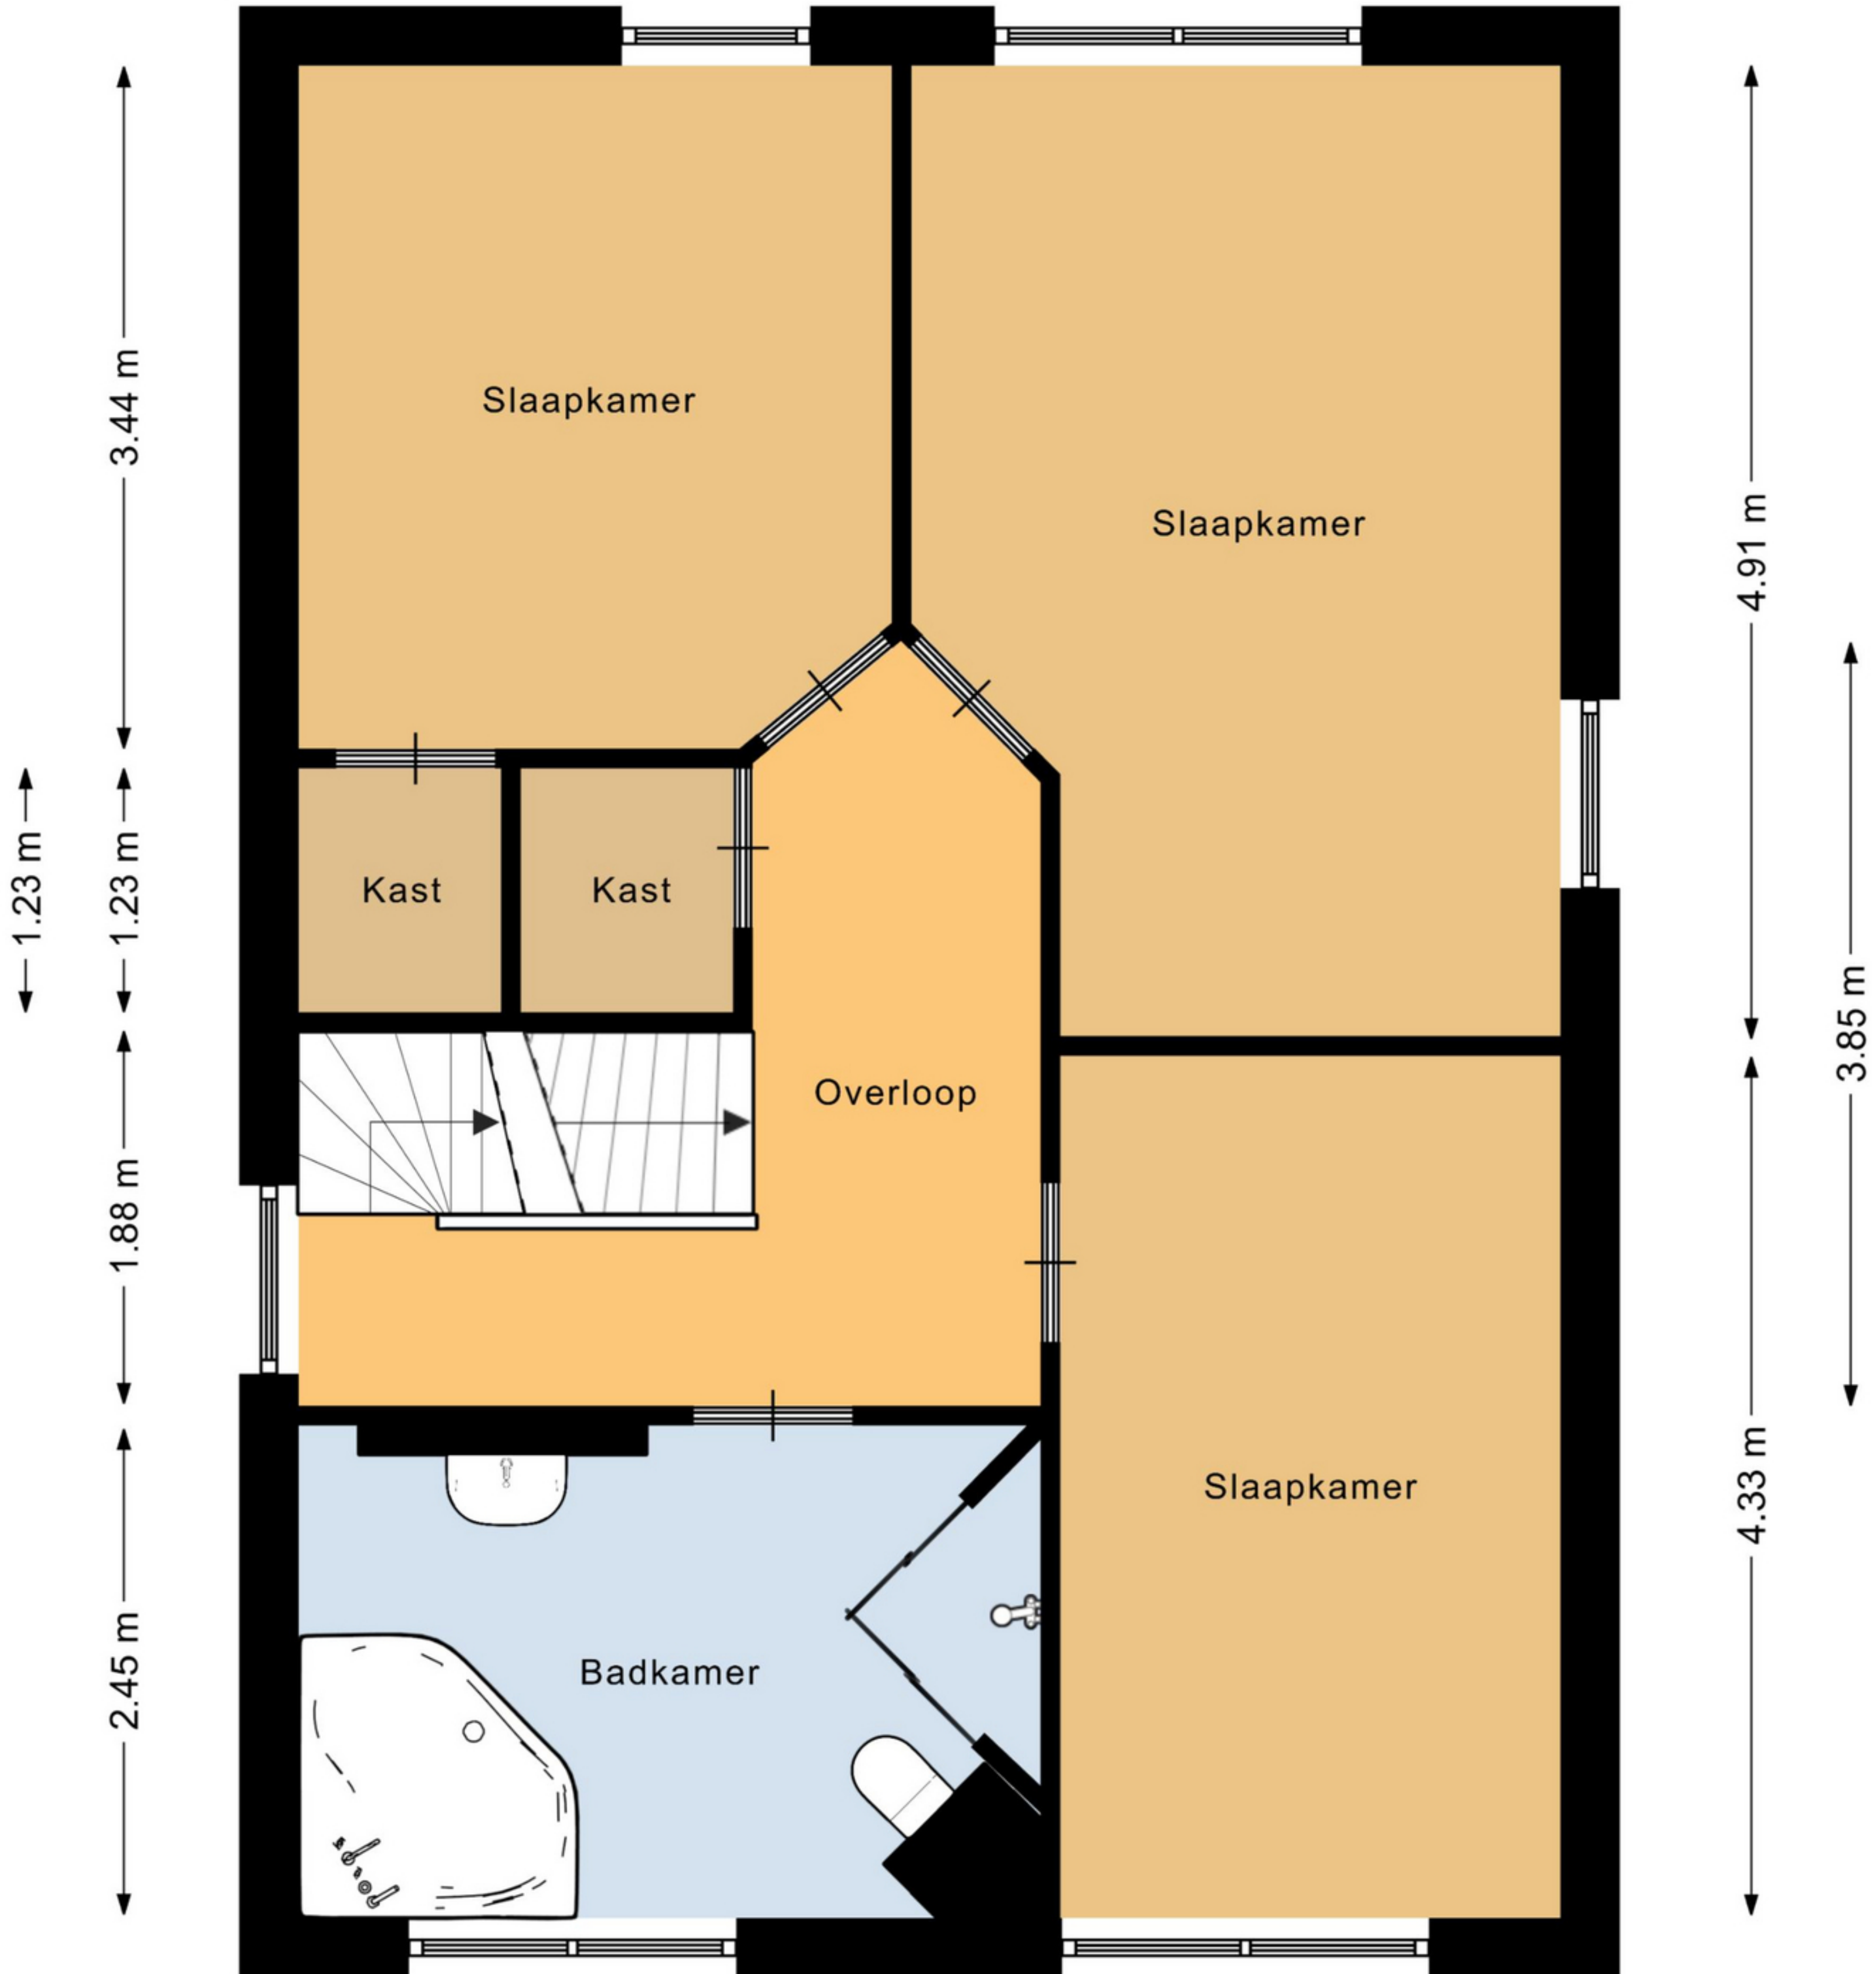 Slaapkamer
Slaapkamer
Kast
Kast
Overloop
Slaapkamer
Badkamer
3.44 m
1.23 m
1.23 m
1.88 m
2.45 m
4.91 m
3.85 m
4.33 m